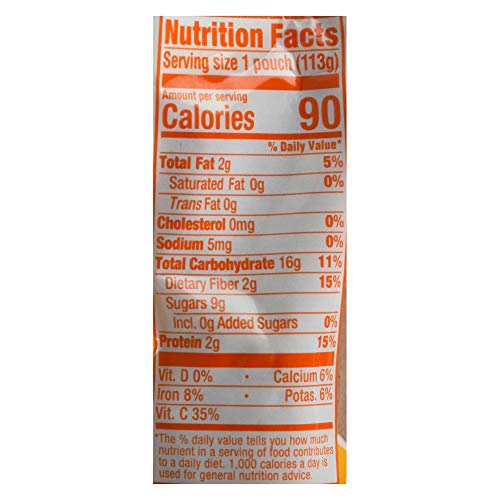 Nutrition Facts
Serving size 1 pouch (113g)
Amount per serving
Calories 90
% Daily Value*
Total Fat 2g 5%
Saturated Fat 0g 0%
Trans Fat 0g
Cholesterol 0mg 0%
Sodium 5mg 0%
Total Carbohydrate 16g 11%
Dietary Fiber 2g 15%
Sugars 9g
Incl. 0g Added Sugars 0%
Protein 2g 15%
Vit. D 0% • Calcium 6%
Iron 8% • Potas. 6%
Vit. C 35%
*The % daily value tells you how much
nutrient in a serving of food contributes
to a daily diet. 1,000 calories a day is
used for general nutrition advice.